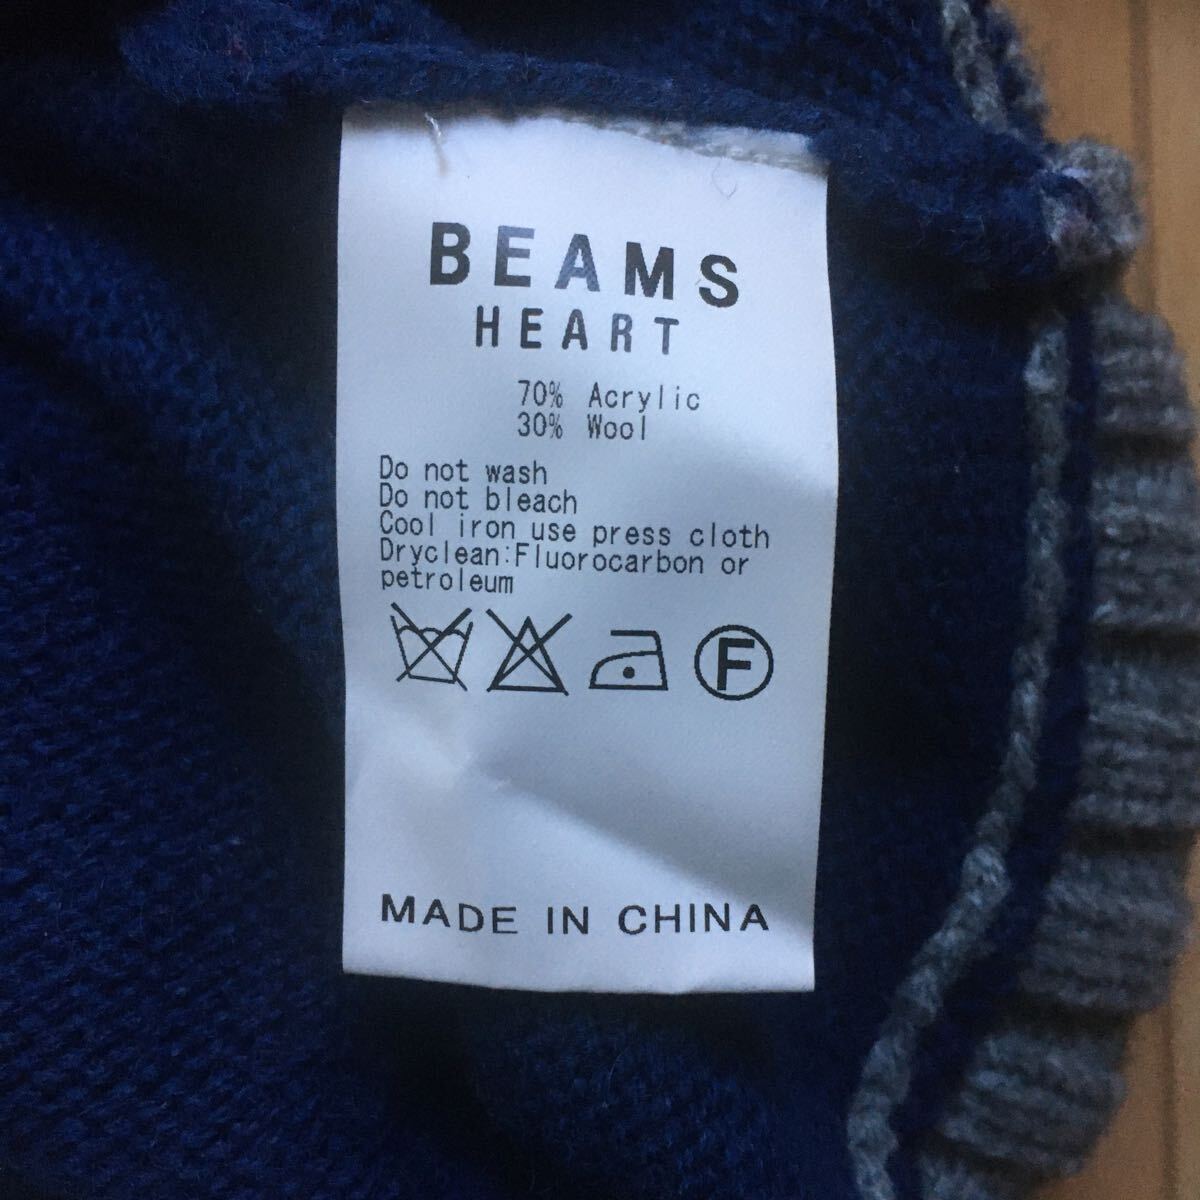 BEAMS
HEART
70% Acrylic
30% Wool
Do not wash
Do not bleach
Cool iron use press cloth
Dryclean:Fluorocarbon or
petroleum
F
MADE IN CHINA